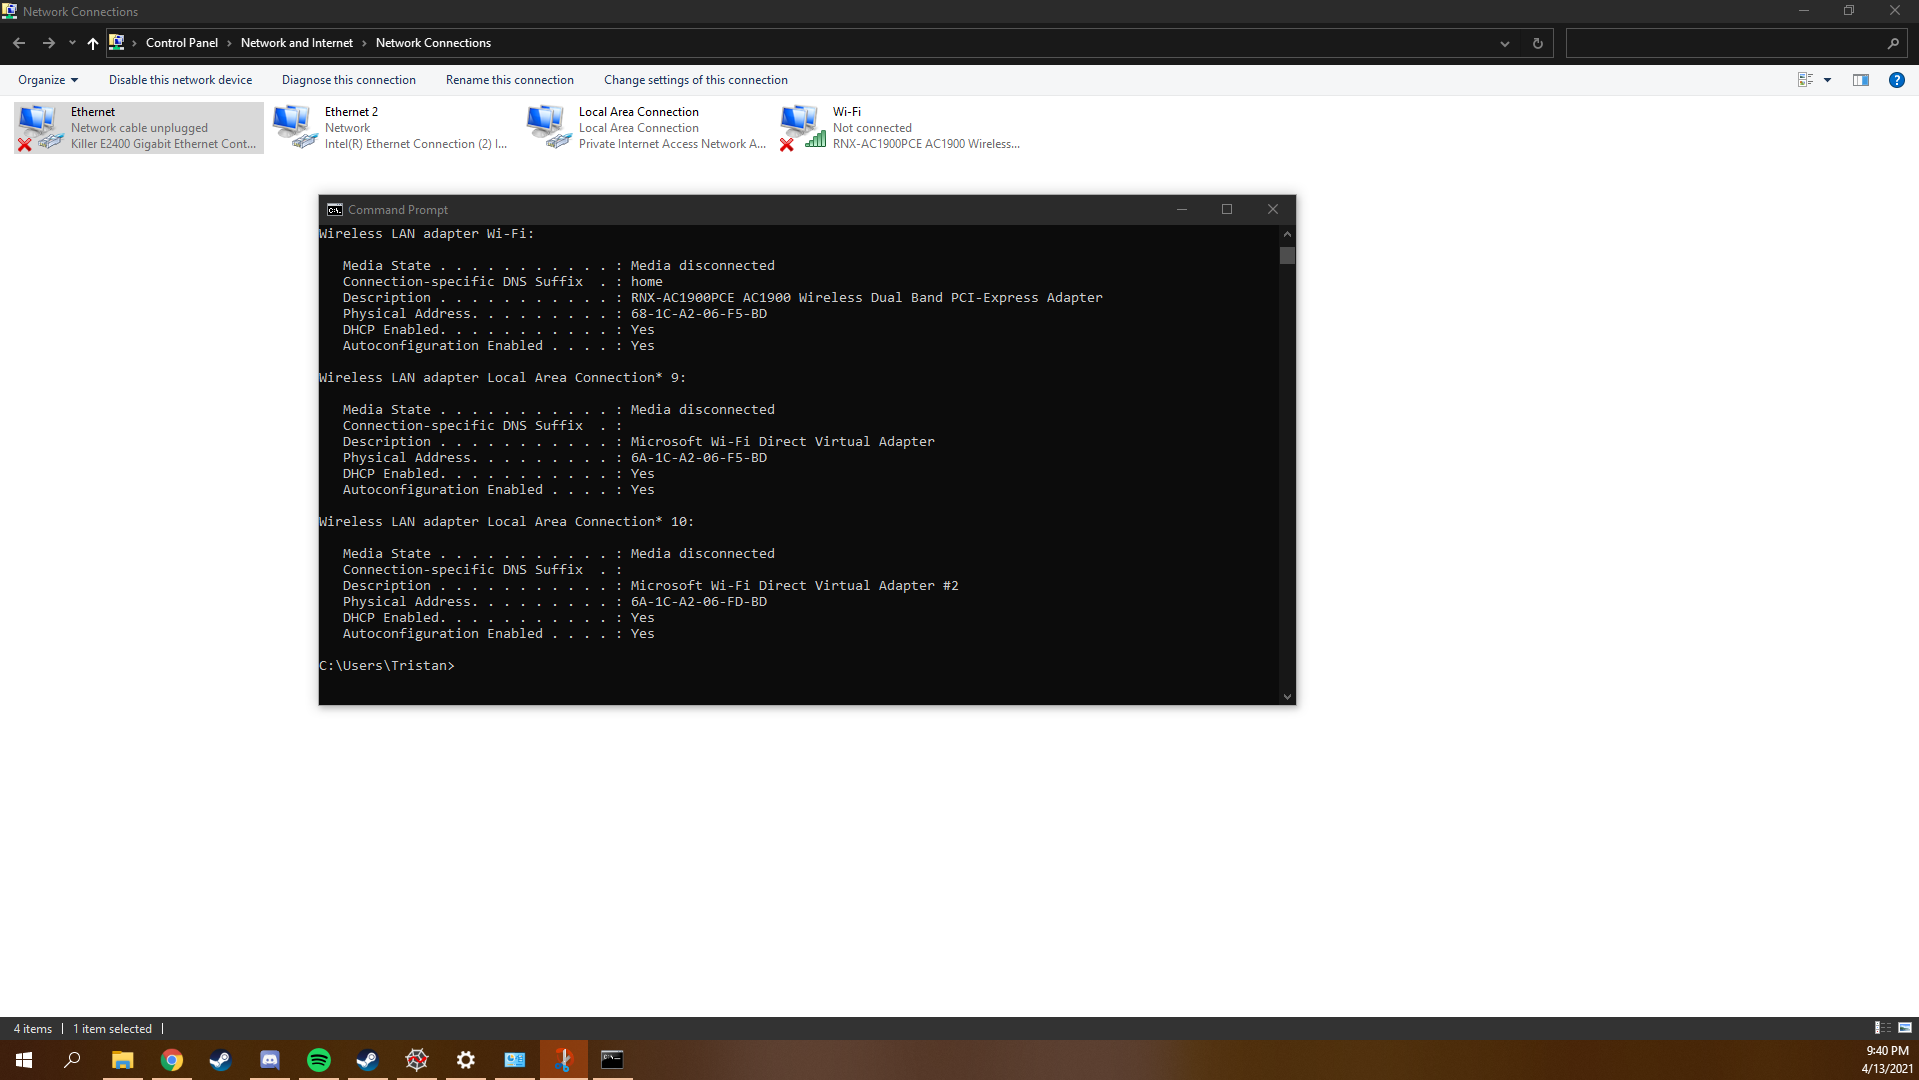 Network Connections
Control Panel > Network and Internet > Network Connections
Organize Disable this network device Diagnose this connection Rename this connection Change settings of this connection
Ethernet
Network cable unplugged
Killer E2400 Gigabit Ethernet Cont...
Ethernet 2
Network
Intel(R) Ethernet Connection (2) I...
Local Area Connection
Local Area Connection
Private Internet Access Network A...
Wi-Fi
Not connected
RNX-AC1900PCE AC1900 Wireless...
Command Prompt
Wireless LAN adapter Wi-Fi:
Media State . . . . . . . . . . . : Media disconnected
Connection-specific DNS Suffix  . : home
Description . . . . . . . . . . . : RNX-AC1900PCE AC1900 Wireless Dual Band PCI-Express Adapter
Physical Address. . . . . . . . . : 68-1C-A2-06-F5-BD
DHCP Enabled. . . . . . . . . . . : Yes
Autoconfiguration Enabled . . . . : Yes
Wireless LAN adapter Local Area Connection* 9:
Media State . . . . . . . . . . . : Media disconnected
Connection-specific DNS Suffix  . :
Description . . . . . . . . . . . : Microsoft Wi-Fi Direct Virtual Adapter
Physical Address. . . . . . . . . : 6A-1C-A2-06-F5-BD
DHCP Enabled. . . . . . . . . . . : Yes
Autoconfiguration Enabled . . . . : Yes
Wireless LAN adapter Local Area Connection* 10:
Media State . . . . . . . . . . . : Media disconnected
Connection-specific DNS Suffix  . :
Description . . . . . . . . . . . : Microsoft Wi-Fi Direct Virtual Adapter #2
Physical Address. . . . . . . . . : 6A-1C-A2-06-FD-BD
DHCP Enabled. . . . . . . . . . . : Yes
Autoconfiguration Enabled . . . . : Yes
C:\Users\Tristan>
4 items | 1 item selected |
9:40 PM
4/13/2021